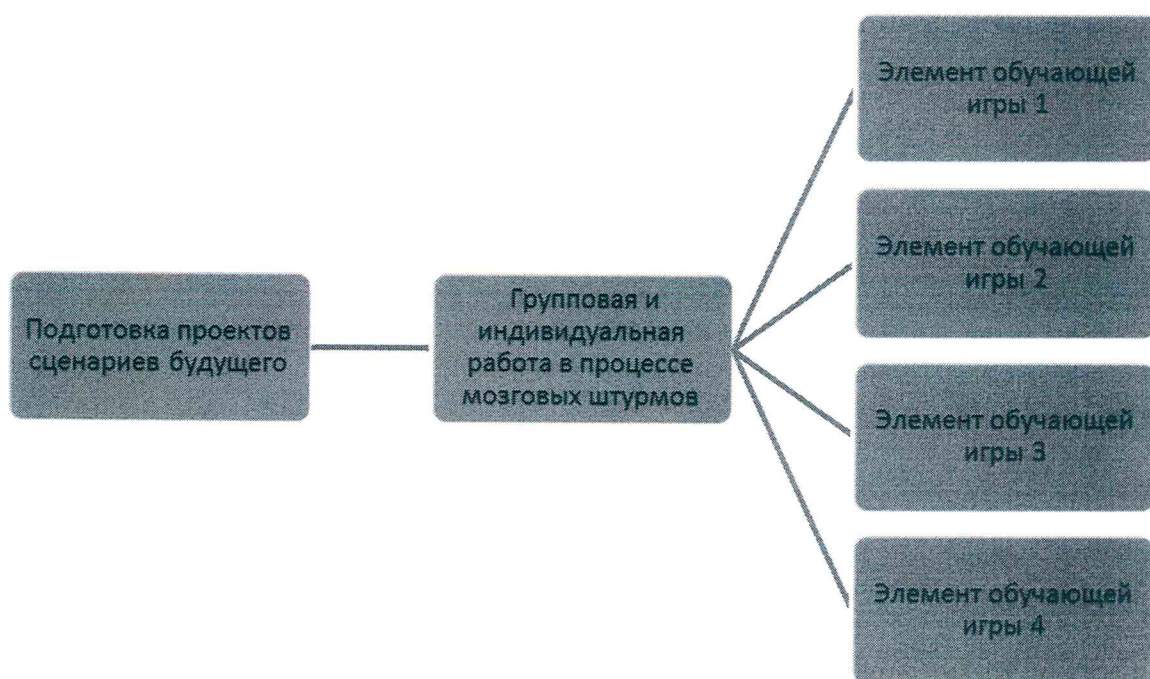 Подготовка проектов
сценариев будущего
Групповая и
индивидуальная
работа в процессе
мозговых штурмов
Элемент обучающей
игры 1
Элемент обучающей
игры 2
Элемент обучающей
игры 3
Элемент обучающей
игры 4